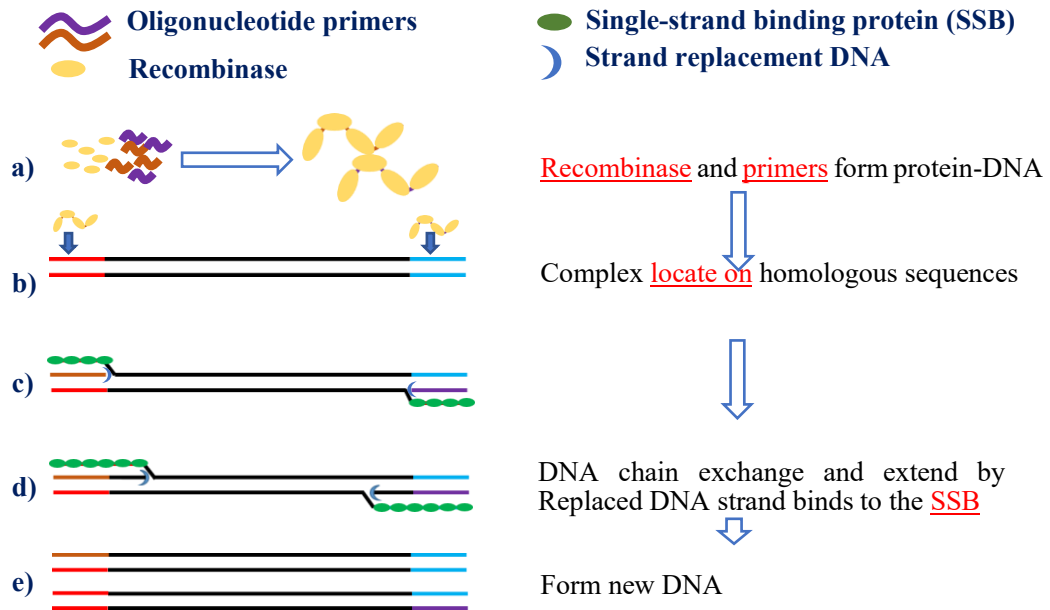 Oligonucleotide primers
Recombinase
Single-strand binding protein (SSB)
Strand replacement DNA
a)
Recombinase and primers form protein-DNA
b)
Complex locate on homologous sequences
c)
d)
DNA chain exchange and extend by
Replaced DNA strand binds to the SSB
e)
Form new DNA